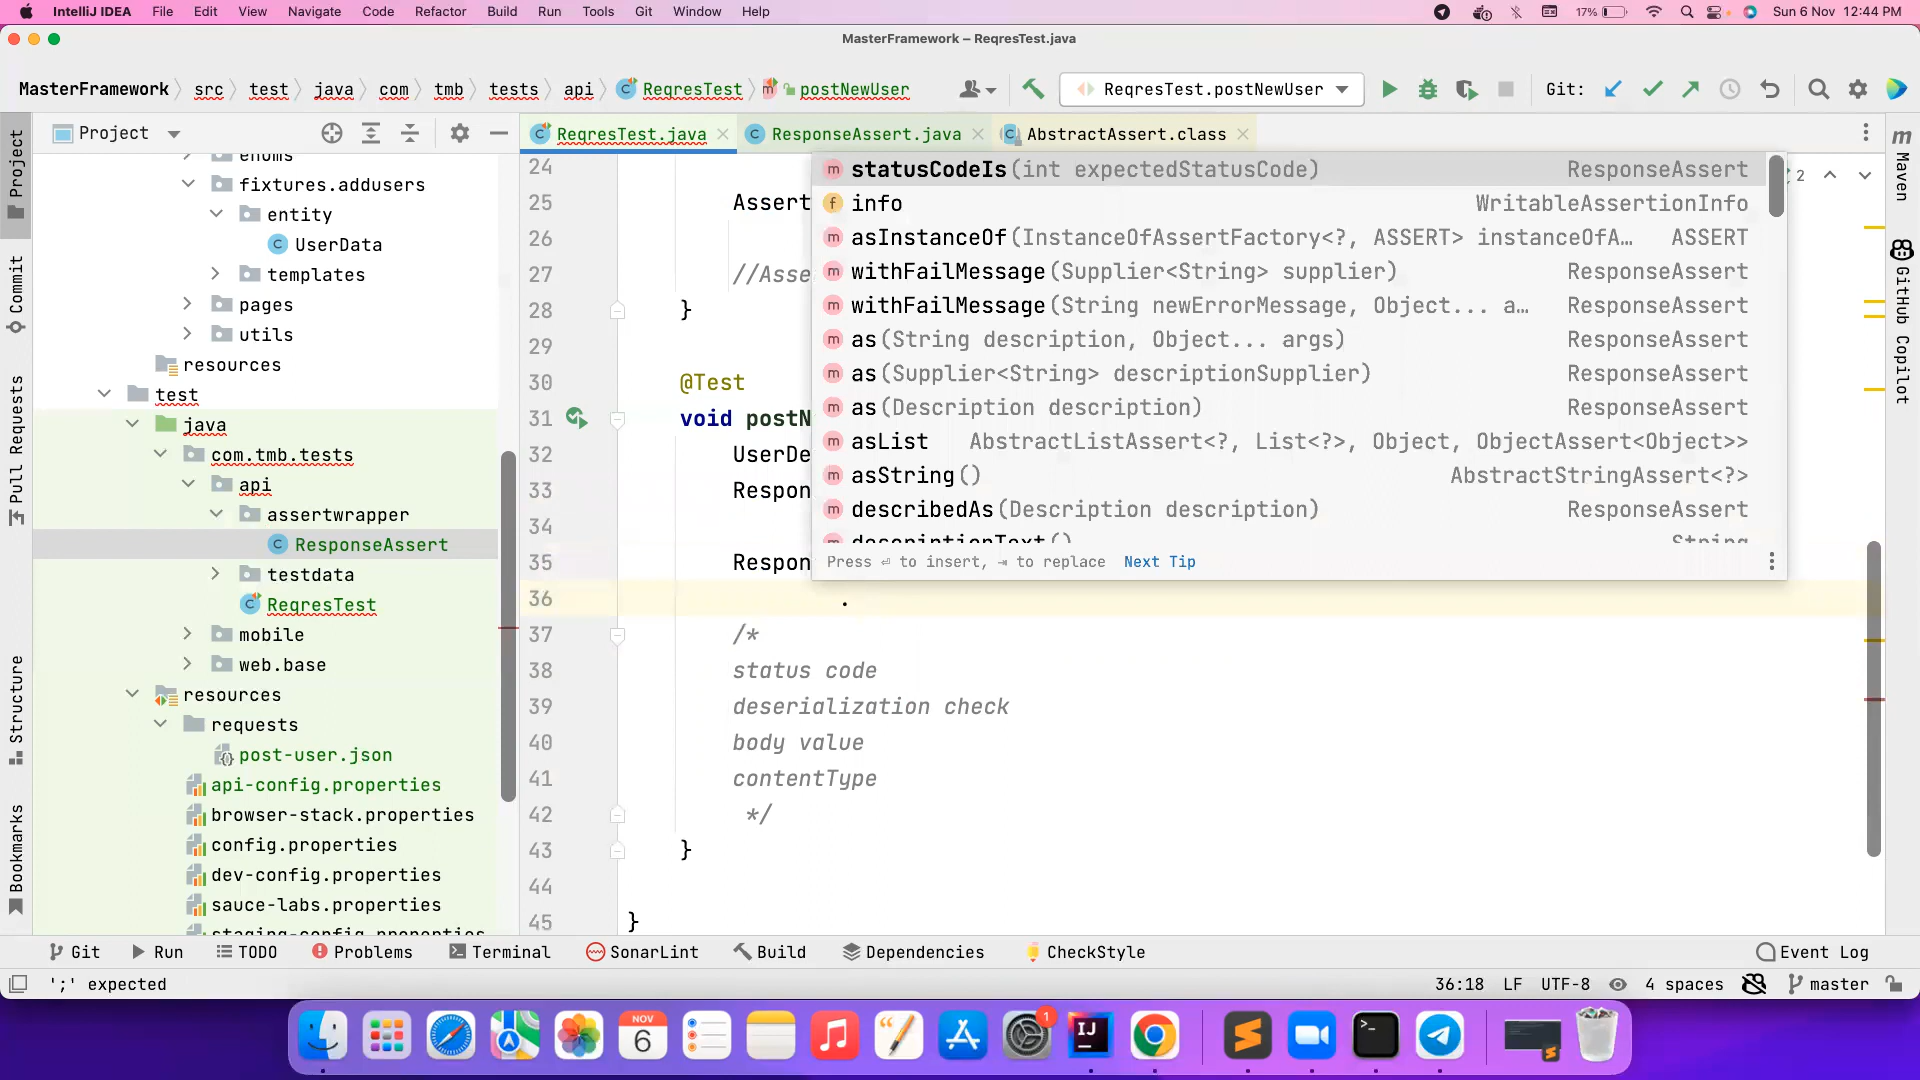 IntelliJ IDEA File Edit View Navigate Code Refactor Build Run Tools Git Window Help 17% Sun 6 Nov 12:44 PM
MasterFramework – ReqresTest.java
MasterFramework src test java com tmb tests api ReqresTest postNewUser ReqresTest.postNewUser Git:
Project
ReqresTest.java ResponseAssert.java AbstractAssert.class
Project
Commit
Pull Requests
Structure
Bookmarks
enums
fixtures.addusers
entity
UserData
templates
pages
utils
resources
test
java
com.tmb.tests
api
assertwrapper
ResponseAssert
testdata
ReqresTest
mobile
web.base
resources
requests
post-user.json
api-config.properties
browser-stack.properties
config.properties
dev-config.properties
sauce-labs.properties
staging-config.properties
24
25 Assert
26
27 //Asse
28 }
29
30 @Test
31 void postN
32 UserDe
33 Respon
34
35 Respon
36 .
37 /*
38 status code
39 deserialization check
40 body value
41 contentType
42 */
43 }
44
45 }
statusCodeIs(int expectedStatusCode) ResponseAssert
info WritableAssertionInfo
asInstanceOf(InstanceOfAssertFactory<?, ASSERT> instanceOfA… ASSERT
withFailMessage(Supplier<String> supplier) ResponseAssert
withFailMessage(String newErrorMessage, Object... a… ResponseAssert
as(String description, Object... args) ResponseAssert
as(Supplier<String> descriptionSupplier) ResponseAssert
as(Description description) ResponseAssert
asList AbstractListAssert<?, List<?>, Object, ObjectAssert<Object>>
asString() AbstractStringAssert<?>
describedAs(Description description) ResponseAssert
descriptionText() String
Press ⏎ to insert, ⇥ to replace Next Tip
2
Maven
GitHub Copilot
Git Run TODO Problems Terminal SonarLint Build Dependencies CheckStyle Event Log
';' expected 36:18 LF UTF-8 4 spaces master
NOV
6
1
IJ